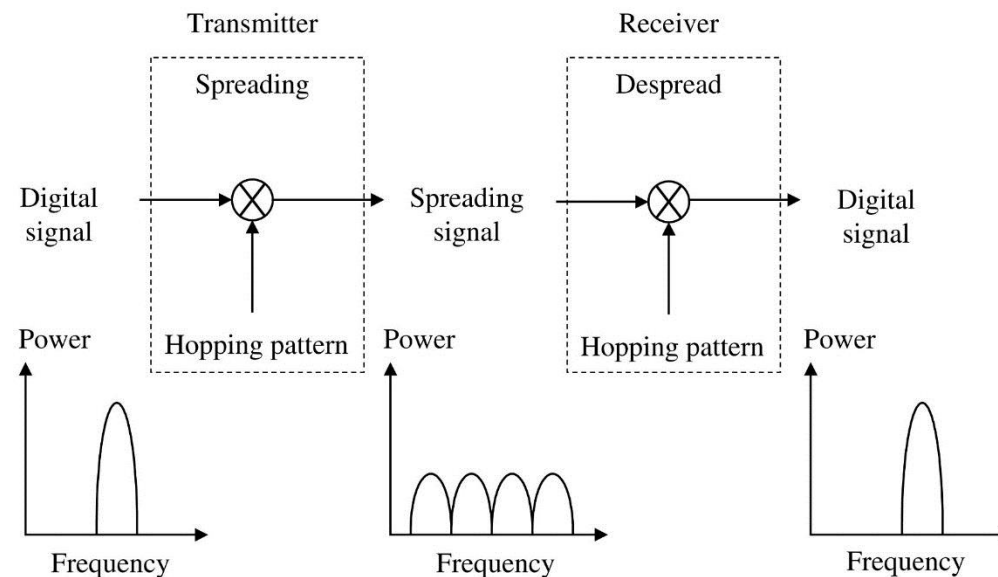 Transmitter
Receiver
Spreading
Despread
Digital
signal
Spreading
signal
Digital
signal
Hopping pattern
Hopping pattern
Power
Power
Power
Frequency
Frequency
Frequency